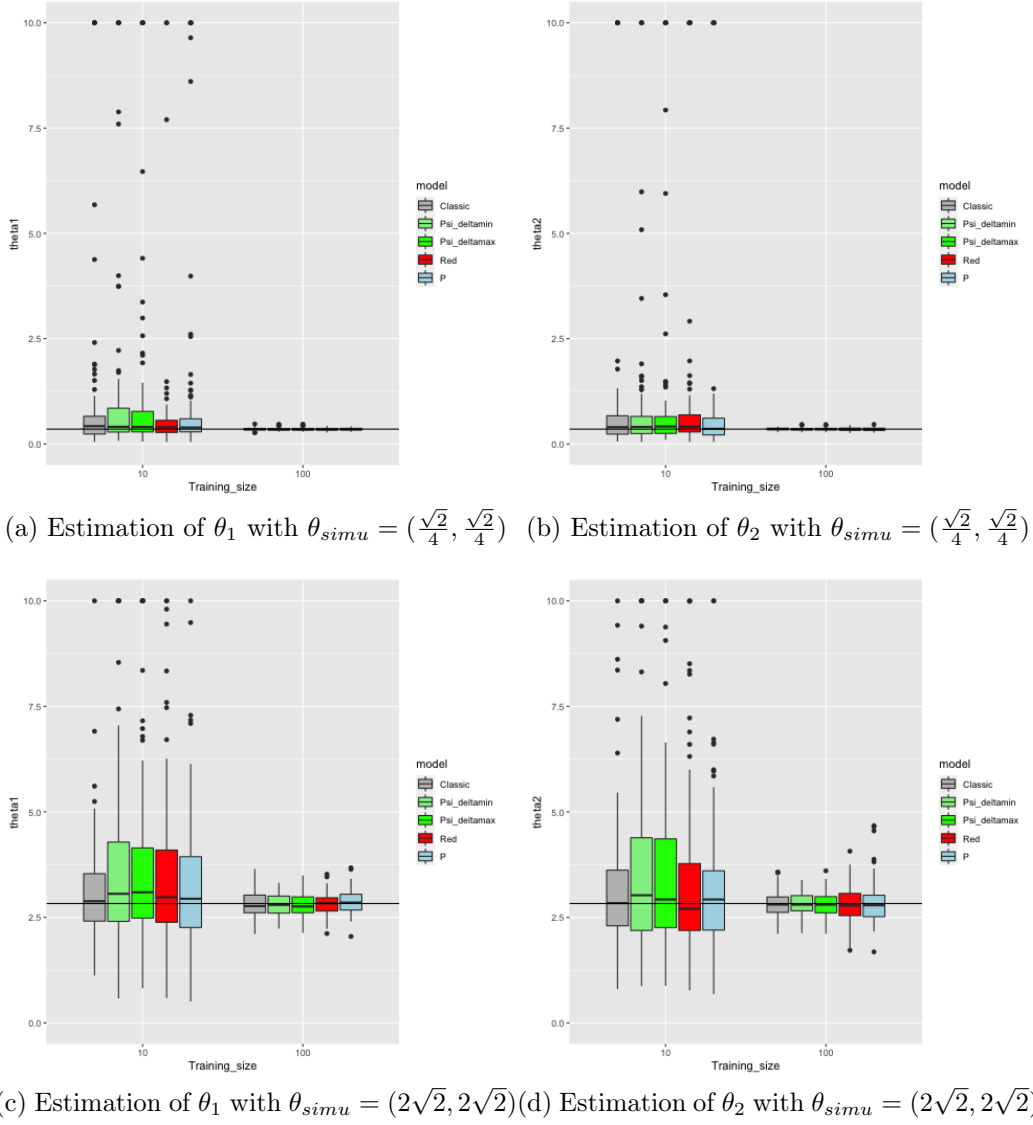 10.0
7.5
5.0
2.5
0.0
theta1
10
100
Training_size
model
Classic
Psi_deltamin
Psi_deltamax
Red
P
10.0
7.5
5.0
2.5
0.0
theta2
10
100
Training_size
model
Classic
Psi_deltamin
Psi_deltamax
Red
P
(a) Estimation of θ₁ with θ_simu = (√2/4, √2/4)
(b) Estimation of θ₂ with θ_simu = (√2/4, √2/4)
10.0
7.5
5.0
2.5
0.0
theta1
10
100
Training_size
model
Classic
Psi_deltamin
Psi_deltamax
Red
P
10.0
7.5
5.0
2.5
0.0
theta2
10
100
Training_size
model
Classic
Psi_deltamin
Psi_deltamax
Red
P
(c) Estimation of θ₁ with θ_simu = (2√2, 2√2)
(d) Estimation of θ₂ with θ_simu = (2√2, 2√2)